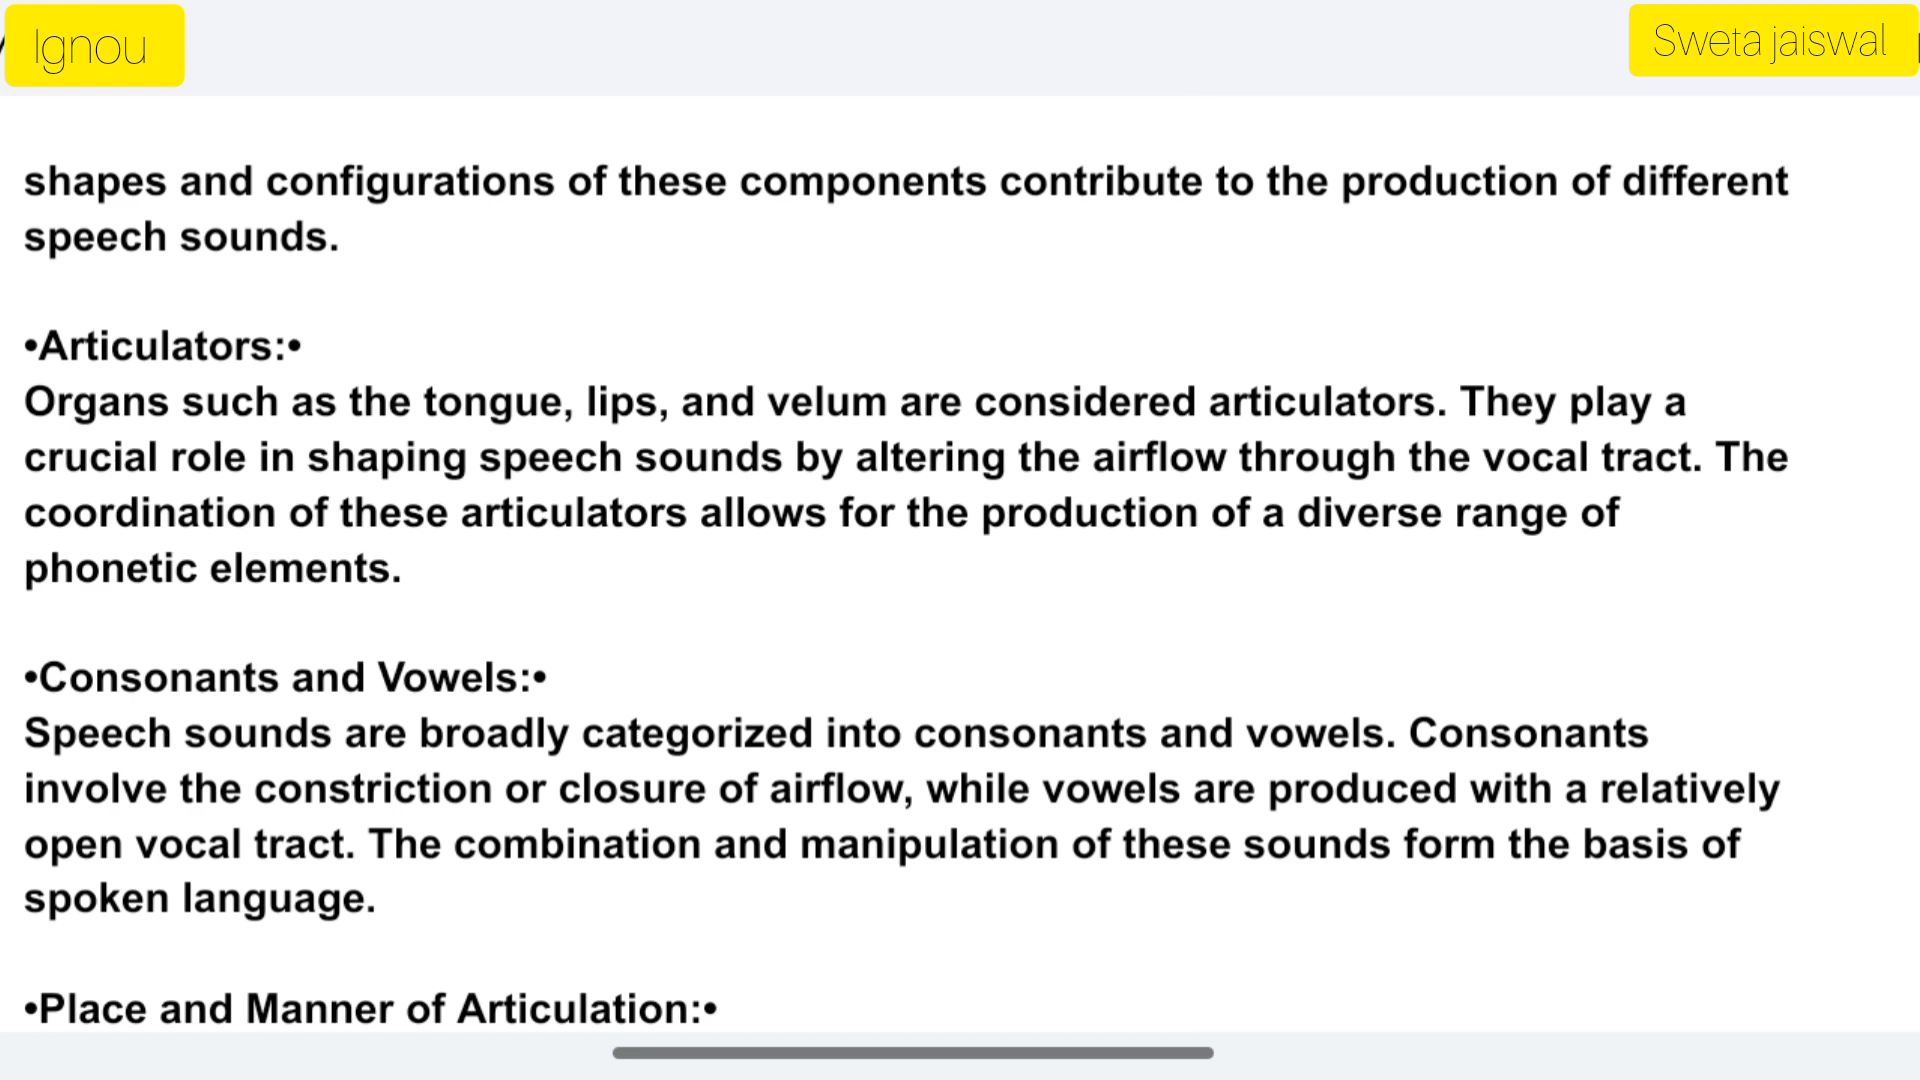 Ignou
Sweta jaiswal
shapes and configurations of these components contribute to the production of different
speech sounds.
•Articulators:•
Organs such as the tongue, lips, and velum are considered articulators. They play a
crucial role in shaping speech sounds by altering the airflow through the vocal tract. The
coordination of these articulators allows for the production of a diverse range of
phonetic elements.
•Consonants and Vowels:•
Speech sounds are broadly categorized into consonants and vowels. Consonants
involve the constriction or closure of airflow, while vowels are produced with a relatively
open vocal tract. The combination and manipulation of these sounds form the basis of
spoken language.
•Place and Manner of Articulation:•